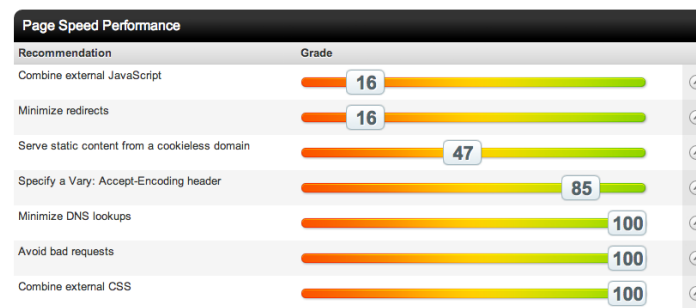 Page Speed Performance
Recommendation Grade
Combine external JavaScript 16
Minimize redirects 16
Serve static content from a cookieless domain 47
Specify a Vary: Accept-Encoding header 85
Minimize DNS lookups 100
Avoid bad requests 100
Combine external CSS 100